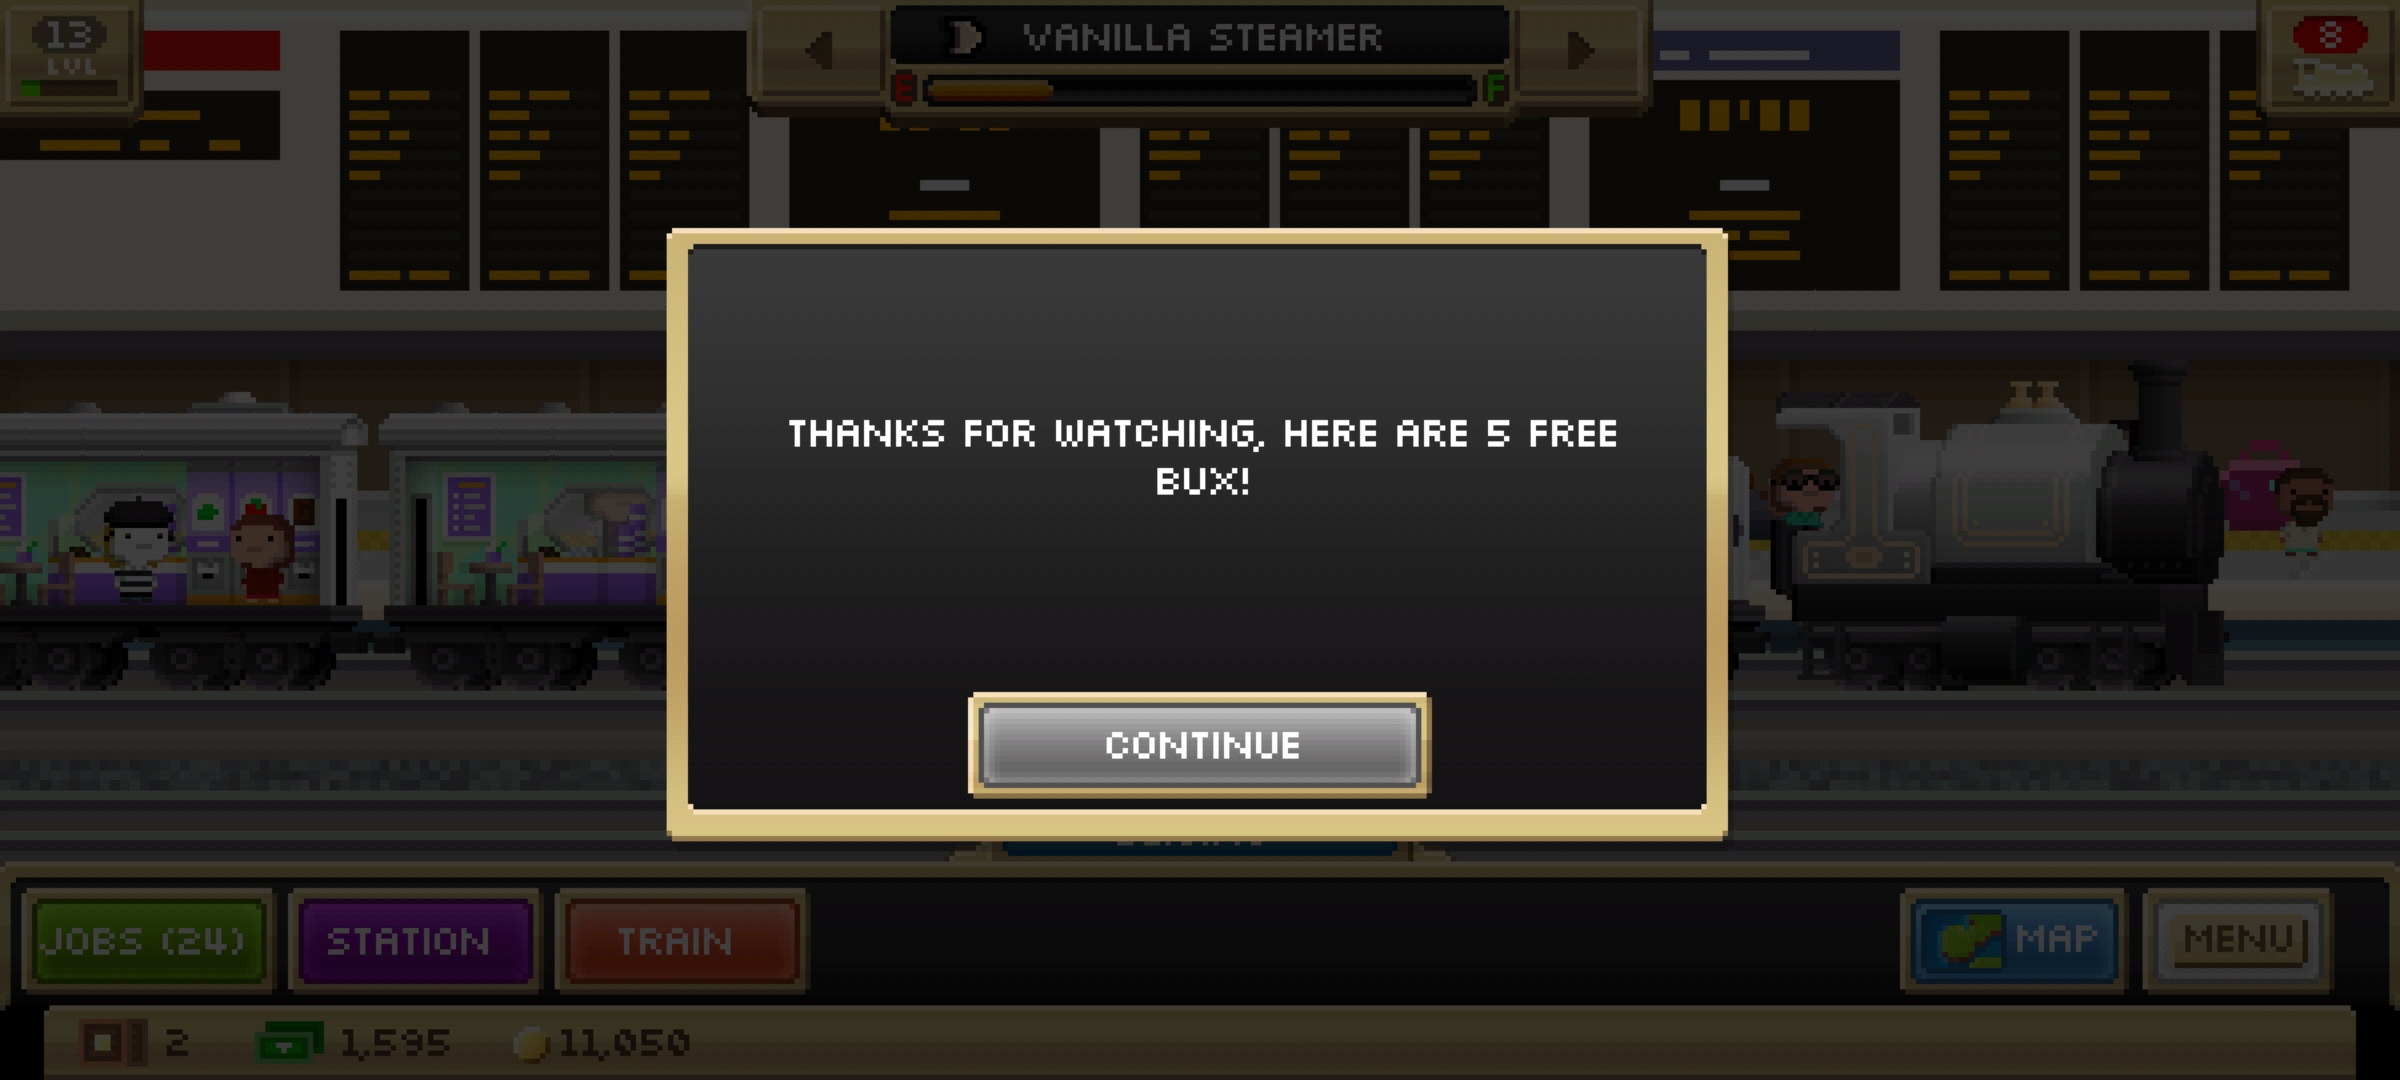 13
LVL
VANILLA STEAMER
E
F
8
THANKS FOR WATCHING, HERE ARE 5 FREE
BUX!
CONTINUE
JOBS (24)
STATION
TRAIN
MAP
MENU
2
1,595
11,050